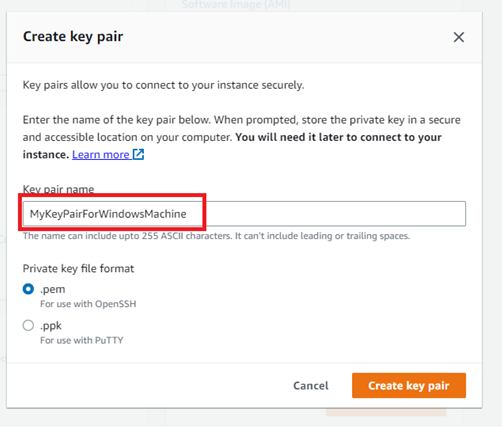 Software Image (AMI)
Create key pair
Key pairs allow you to connect to your instance securely.
Enter the name of the key pair below. When prompted, store the private key in a secure
and accessible location on your computer. You will need it later to connect to your
instance. Learn more
Key pair name
MyKeyPairForWindowsMachine
The name can include upto 255 ASCII characters. It can't include leading or trailing spaces.
Private key file format
.pem
For use with OpenSSH
.ppk
For use with PuTTY
Cancel
Create key pair